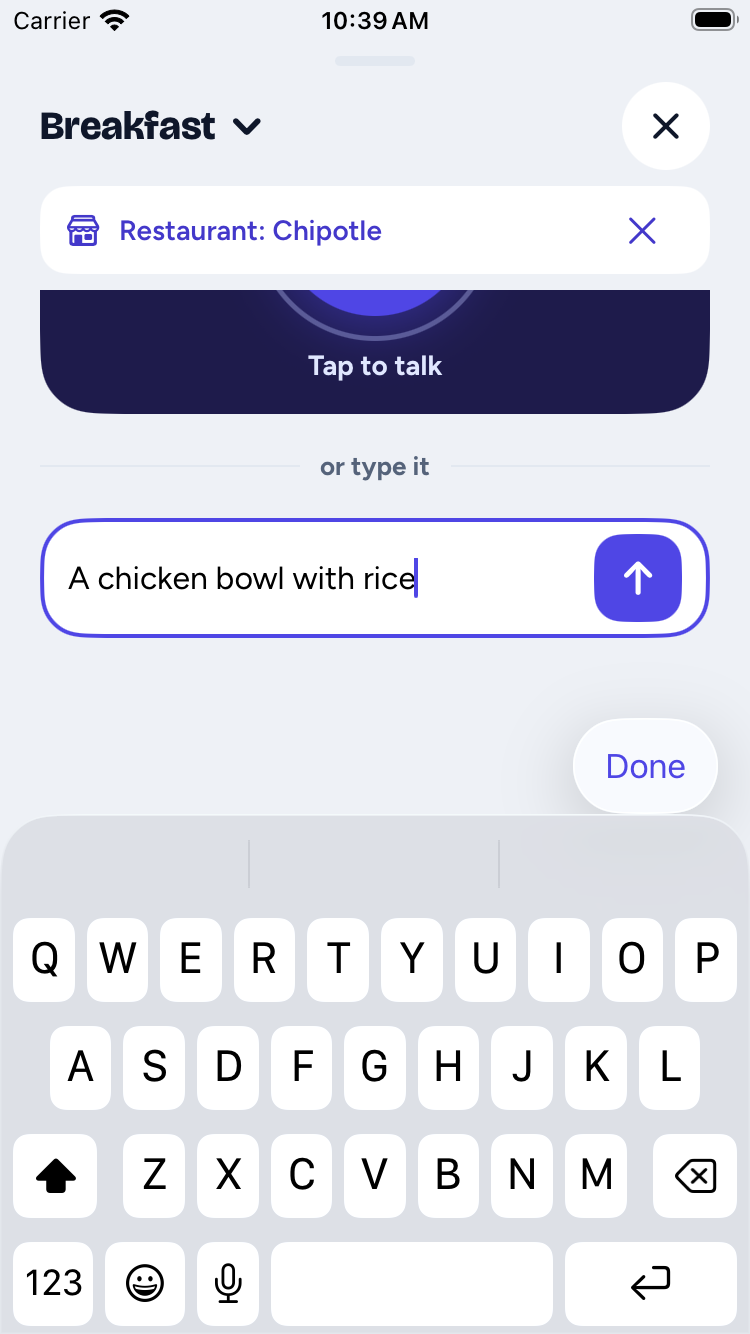 Carrier 10:39 AM
Breakfast
Restaurant: Chipotle
Tap to talk
or type it
A chicken bowl with rice
Done
Q W E R T Y U I O P
A S D F G H J K L
Z X C V B N M
123